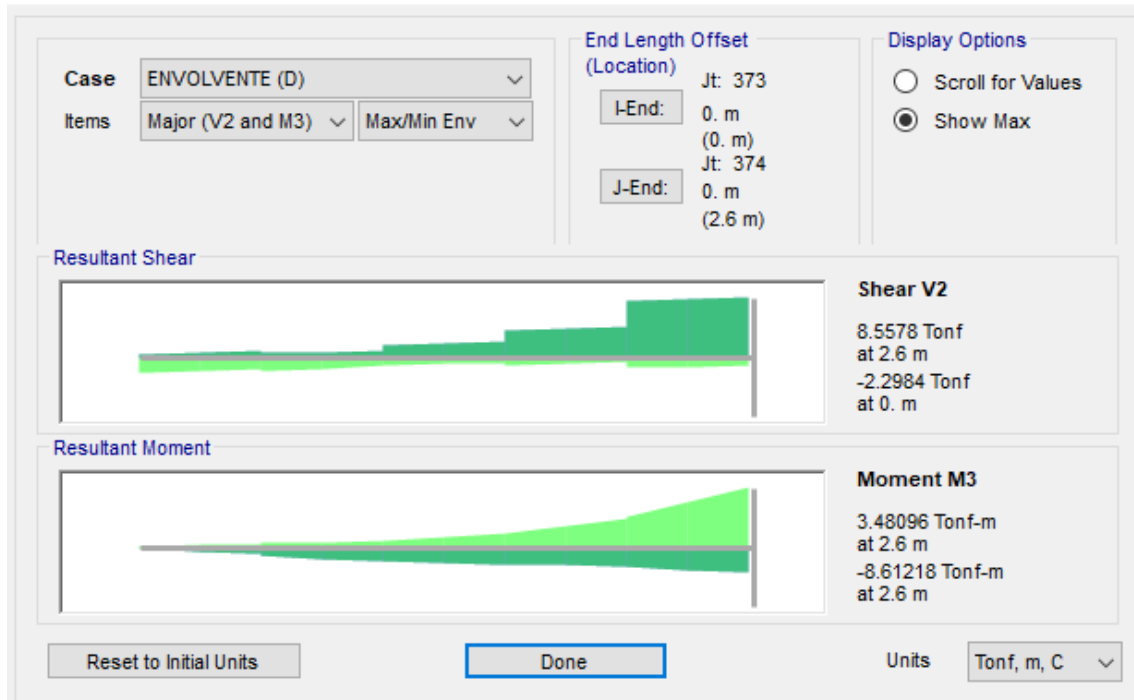 Case ENVOLVENTE (D)
Items Major (V2 and M3) Max/Min Env
End Length Offset
(Location)
Jt: 373
I-End:
0. m
(0. m)
Jt: 374
J-End:
0. m
(2.6 m)
Display Options
Scroll for Values
Show Max
Resultant Shear
Shear V2
8.5578 Tonf
at 2.6 m
-2.2984 Tonf
at 0. m
Resultant Moment
Moment M3
3.48096 Tonf-m
at 2.6 m
-8.61218 Tonf-m
at 2.6 m
Reset to Initial Units
Done
Units Tonf, m, C